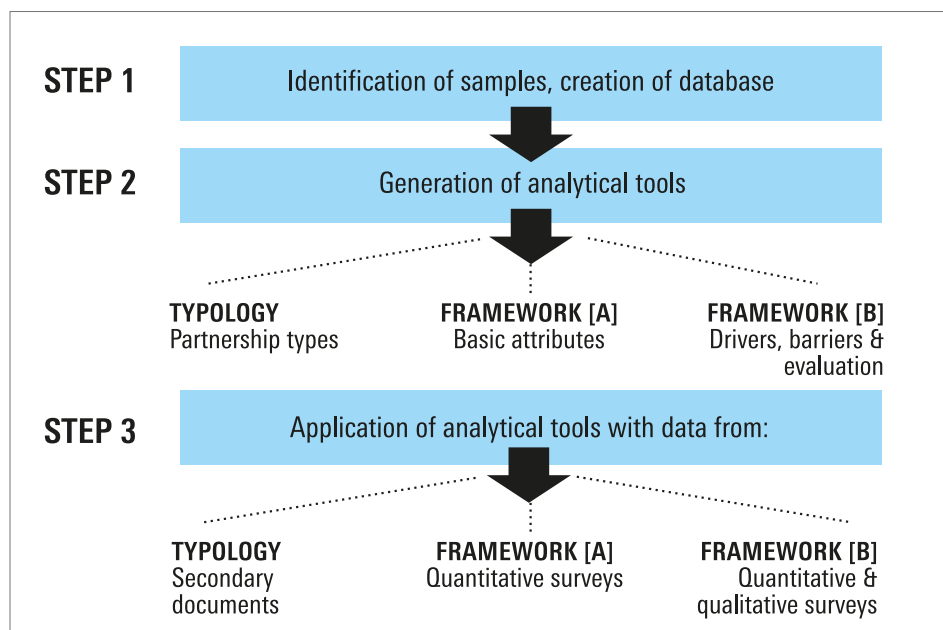 STEP 1
Identification of samples, creation of database
STEP 2
Generation of analytical tools
TYPOLOGY
Partnership types
FRAMEWORK [A]
Basic attributes
FRAMEWORK [B]
Drivers, barriers &
evaluation
STEP 3
Application of analytical tools with data from:
TYPOLOGY
Secondary
documents
FRAMEWORK [A]
Quantitative surveys
FRAMEWORK [B]
Quantitative &
qualitative surveys